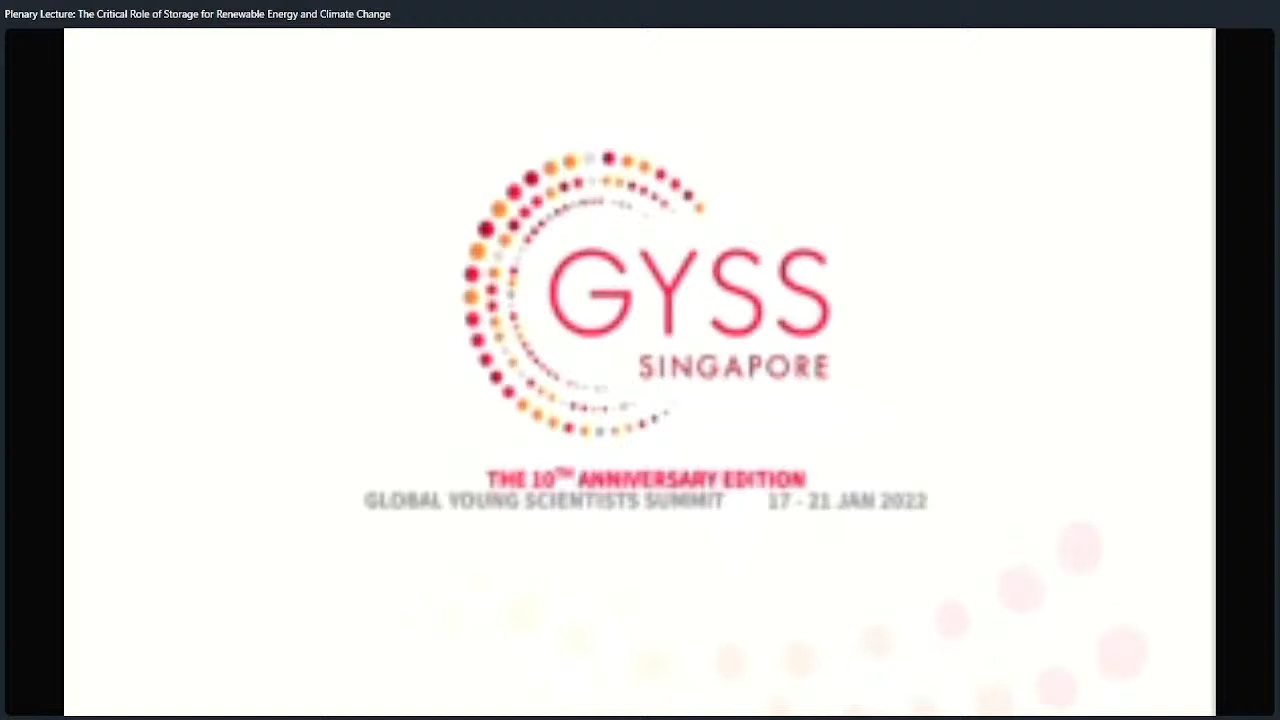 Plenary Lecture: The Critical Role of Storage for Renewable Energy and Climate Change
GYSS
SINGAPORE
THE 10TH ANNIVERSARY EDITION
GLOBAL YOUNG SCIENTISTS SUMMIT 17 - 21 JAN 2022